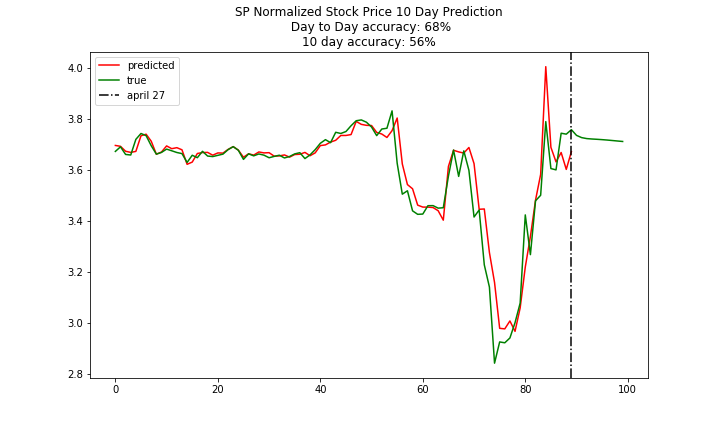 SP Normalized Stock Price 10 Day Prediction
Day to Day accuracy: 68%
10 day accuracy: 56%
predicted
true
april 27
4.0
3.8
3.6
3.4
3.2
3.0
2.8
0 20 40 60 80 100